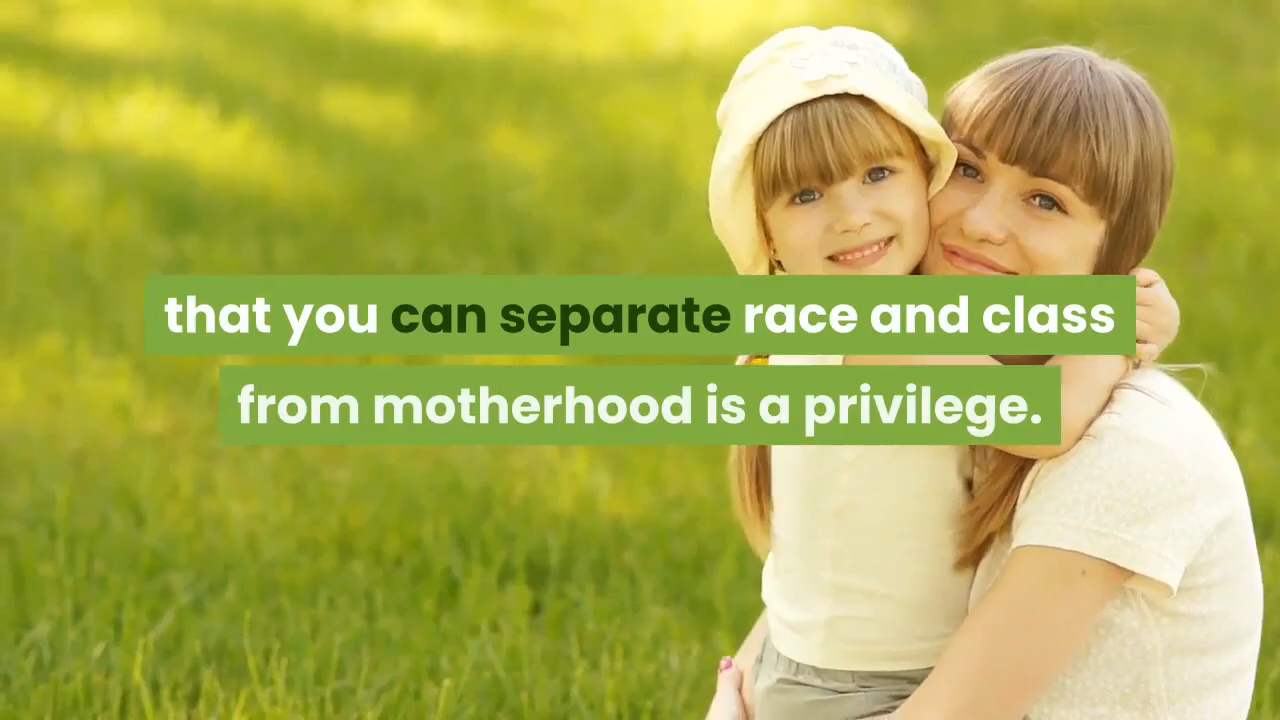 that you can separate race and class
from motherhood is a privilege.